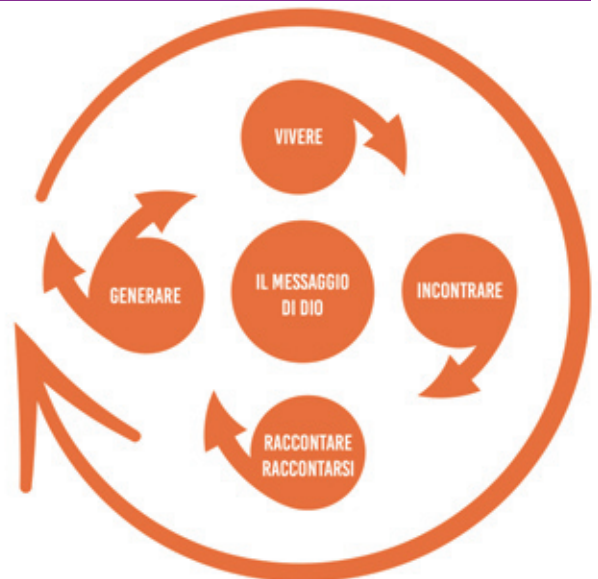 VIVERE
GENERARE
IL MESSAGGIO
DI DIO
INCONTRARE
RACCONTARE
RACCONTARSI